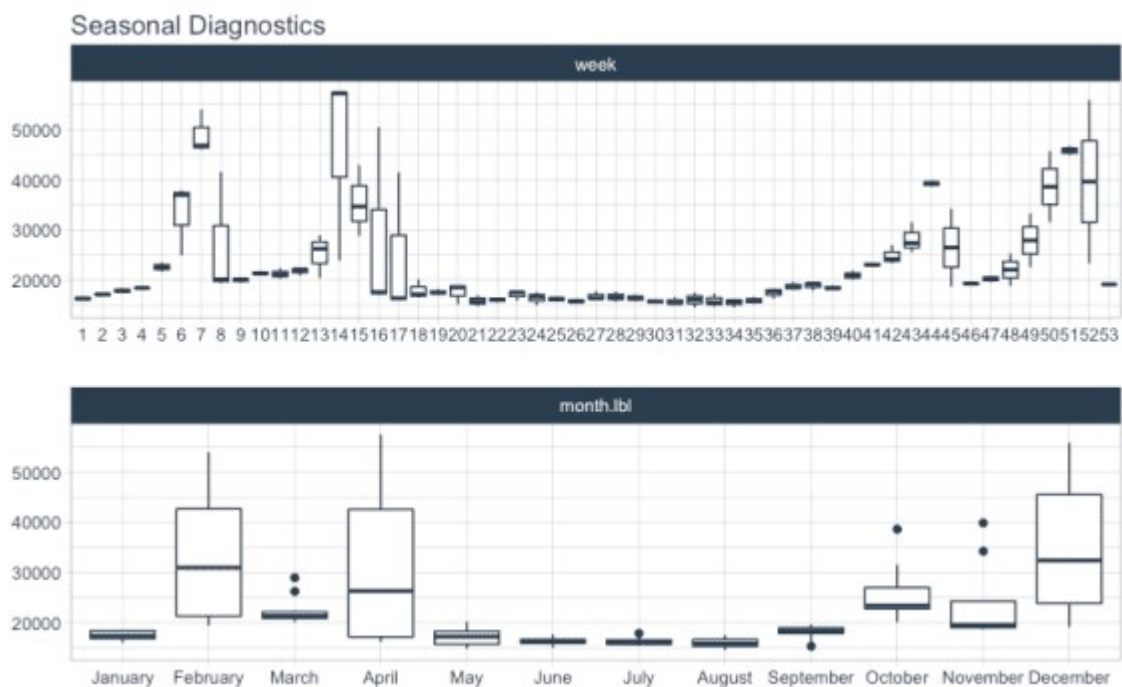 Seasonal Diagnostics
week
50000
40000
30000
20000
1 2 3 4 5 6 7 8 9 10 11 12 13 14 15 16 17 18 19 20 21 22 23 24 25 26 27 28 29 30 31 32 33 34 35 36 37 38 39 40 41 42 43 44 45 46 47 48 49 50 51 52 53
month.lbl
50000
40000
30000
20000
January February March April May June July August September October November December